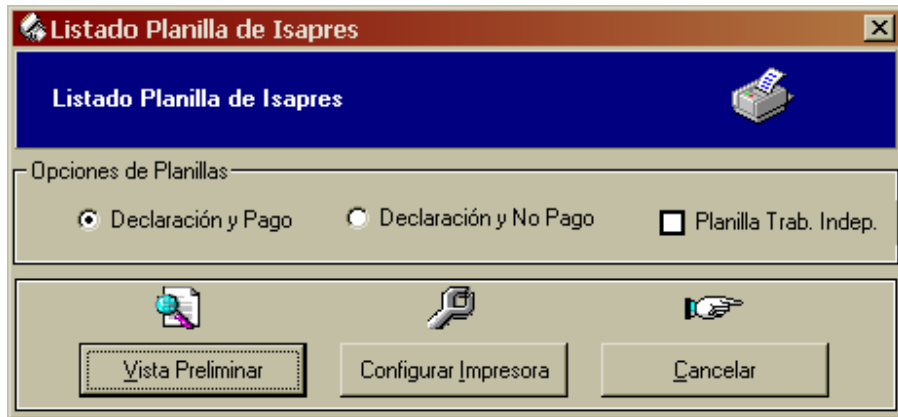 Listado Planilla de Isapres
Listado Planilla de Isapres
Opciones de Planillas
Declaración y Pago Declaración y No Pago Planilla Trab. Indep.
Vista Preliminar Configurar Impresora Cancelar